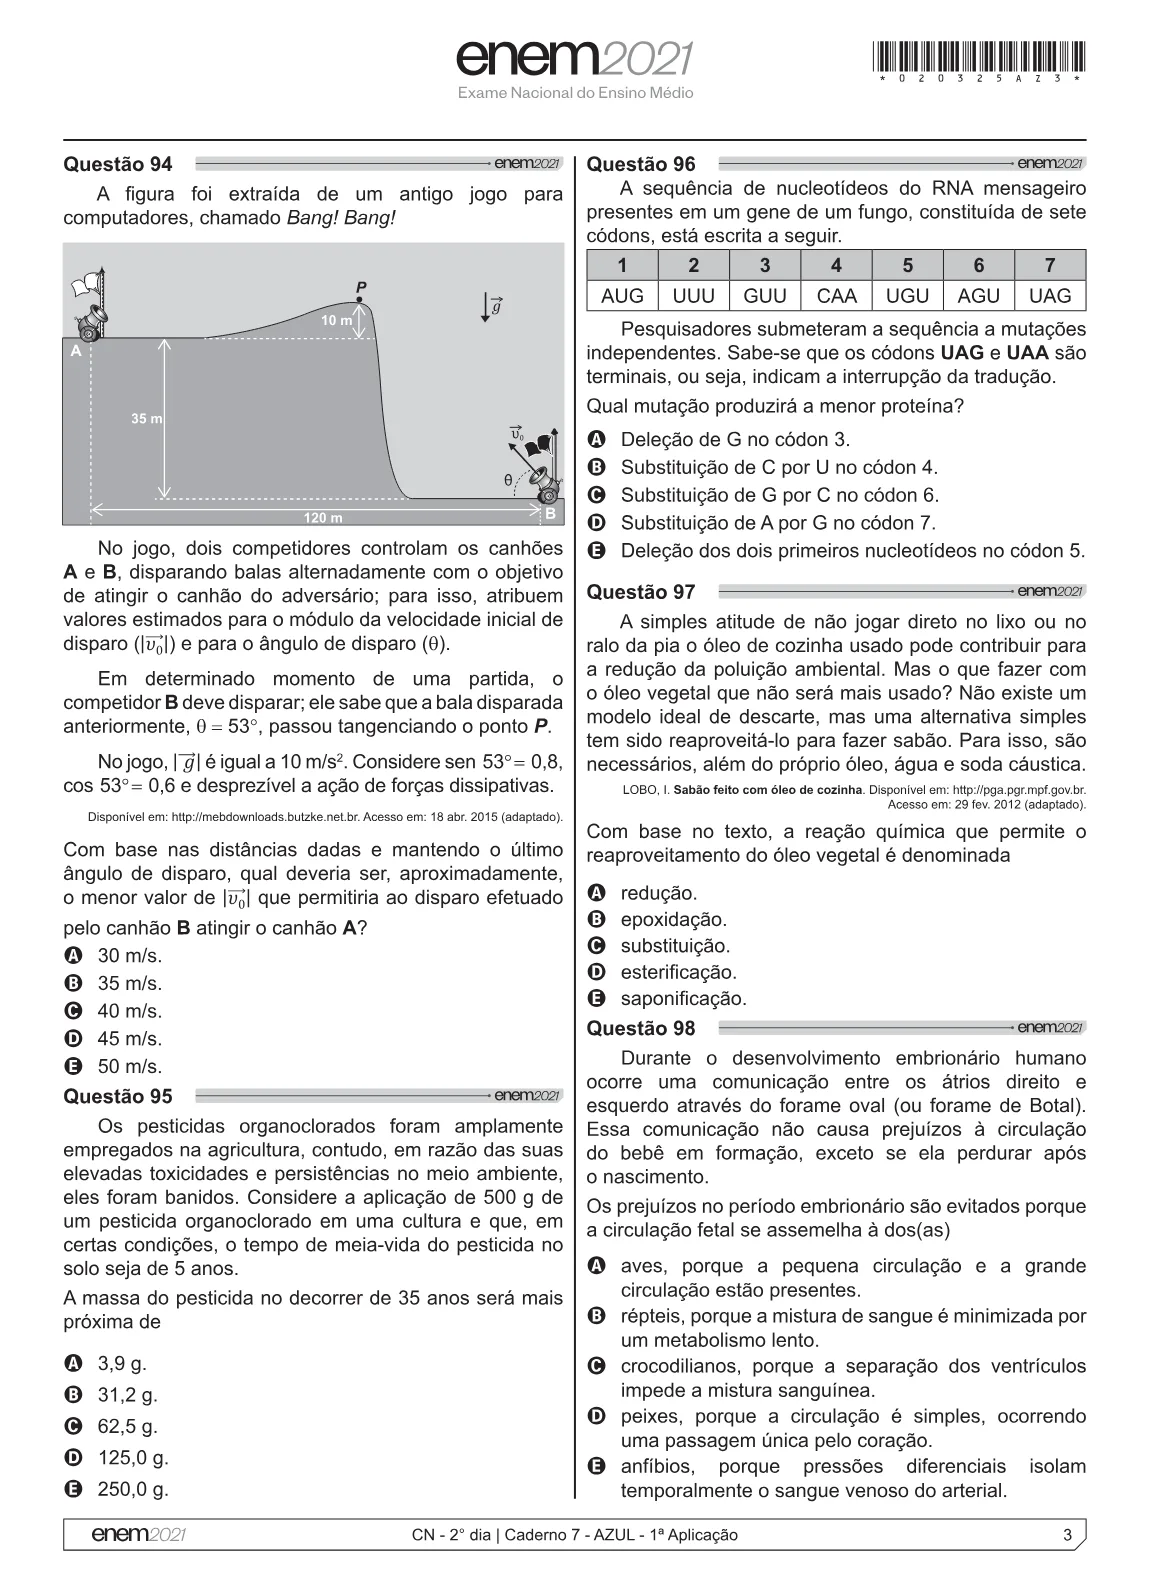 enem2021
Exame Nacional do Ensino Médio
*020325AZ3*
Questão 94
enem2021
A figura foi extraída de um antigo jogo para
computadores, chamado Bang! Bang!
P
10 m
g
A
35 m
υ₀
θ
120 m
B
No jogo, dois competidores controlam os canhões
A e B, disparando balas alternadamente com o objetivo
de atingir o canhão do adversário; para isso, atribuem
valores estimados para o módulo da velocidade inicial de
disparo (|υ₀|) e para o ângulo de disparo (θ).
Em determinado momento de uma partida, o
competidor B deve disparar; ele sabe que a bala disparada
anteriormente, θ = 53°, passou tangenciando o ponto P.
No jogo, |g| é igual a 10 m/s². Considere sen 53° = 0,8,
cos 53° = 0,6 e desprezível a ação de forças dissipativas.
Disponível em: http://mebdownloads.butzke.net.br. Acesso em: 18 abr. 2015 (adaptado).
Com base nas distâncias dadas e mantendo o último
ângulo de disparo, qual deveria ser, aproximadamente,
o menor valor de |υ₀| que permitiria ao disparo efetuado
pelo canhão B atingir o canhão A?
A 30 m/s.
B 35 m/s.
C 40 m/s.
D 45 m/s.
E 50 m/s.
Questão 95
enem2021
Os pesticidas organoclorados foram amplamente
empregados na agricultura, contudo, em razão das suas
elevadas toxicidades e persistências no meio ambiente,
eles foram banidos. Considere a aplicação de 500 g de
um pesticida organoclorado em uma cultura e que, em
certas condições, o tempo de meia-vida do pesticida no
solo seja de 5 anos.
A massa do pesticida no decorrer de 35 anos será mais
próxima de
A 3,9 g.
B 31,2 g.
C 62,5 g.
D 125,0 g.
E 250,0 g.
Questão 96
enem2021
A sequência de nucleotídeos do RNA mensageiro
presentes em um gene de um fungo, constituída de sete
códons, está escrita a seguir.
1 2 3 4 5 6 7
AUG UUU GUU CAA UGU AGU UAG
Pesquisadores submeteram a sequência a mutações
independentes. Sabe-se que os códons UAG e UAA são
terminais, ou seja, indicam a interrupção da tradução.
Qual mutação produzirá a menor proteína?
A Deleção de G no códon 3.
B Substituição de C por U no códon 4.
C Substituição de G por C no códon 6.
D Substituição de A por G no códon 7.
E Deleção dos dois primeiros nucleotídeos no códon 5.
Questão 97
enem2021
A simples atitude de não jogar direto no lixo ou no
ralo da pia o óleo de cozinha usado pode contribuir para
a redução da poluição ambiental. Mas o que fazer com
o óleo vegetal que não será mais usado? Não existe um
modelo ideal de descarte, mas uma alternativa simples
tem sido reaproveitá-lo para fazer sabão. Para isso, são
necessários, além do próprio óleo, água e soda cáustica.
LOBO, I. Sabão feito com óleo de cozinha. Disponível em: http://pga.pgr.mpf.gov.br.
Acesso em: 29 fev. 2012 (adaptado).
Com base no texto, a reação química que permite o
reaproveitamento do óleo vegetal é denominada
A redução.
B epoxidação.
C substituição.
D esterificação.
E saponificação.
Questão 98
enem2021
Durante o desenvolvimento embrionário humano
ocorre uma comunicação entre os átrios direito e
esquerdo através do forame oval (ou forame de Botal).
Essa comunicação não causa prejuízos à circulação
do bebê em formação, exceto se ela perdurar após
o nascimento.
Os prejuízos no período embrionário são evitados porque
a circulação fetal se assemelha à dos(as)
A aves, porque a pequena circulação e a grande
circulação estão presentes.
B répteis, porque a mistura de sangue é minimizada por
um metabolismo lento.
C crocodilianos, porque a separação dos ventrículos
impede a mistura sanguínea.
D peixes, porque a circulação é simples, ocorrendo
uma passagem única pelo coração.
E anfíbios, porque pressões diferenciais isolam
temporalmente o sangue venoso do arterial.
enem2021
CN - 2° dia | Caderno 7 - AZUL - 1ª Aplicação
3